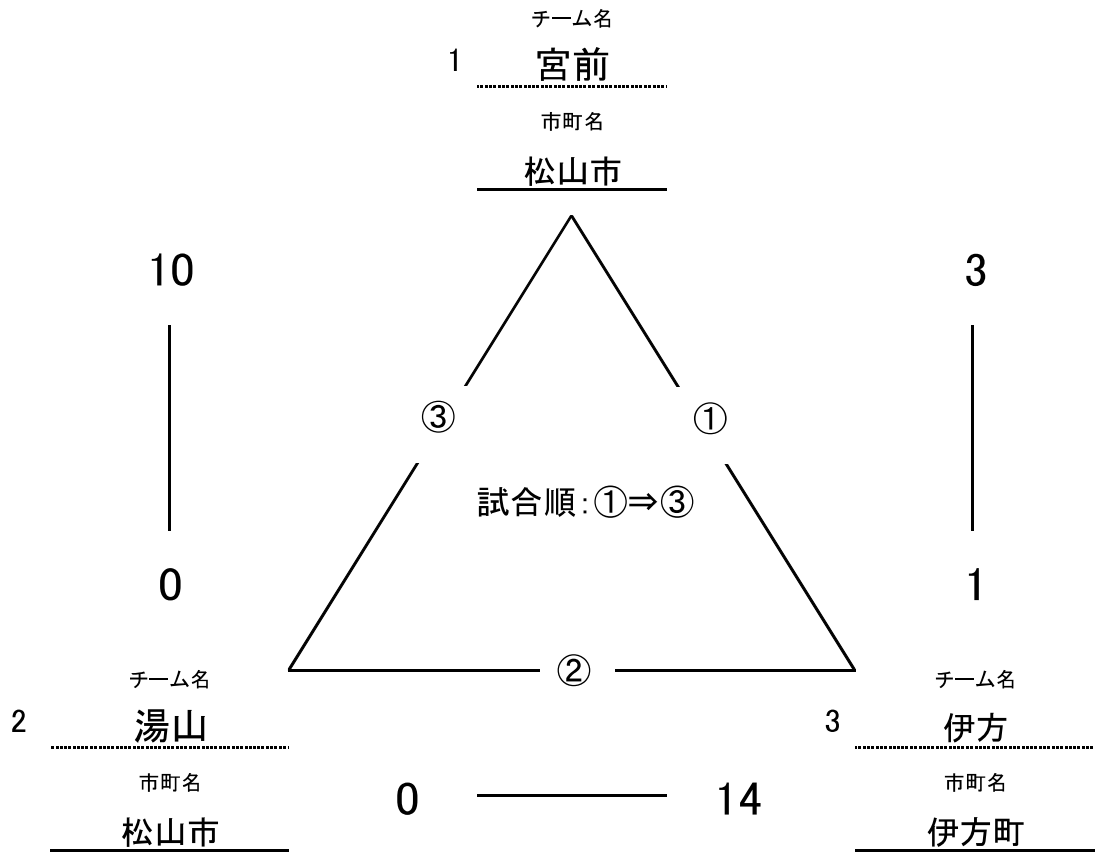 チーム名
1 宮前
市町名
松山市
10 3
③ ①
試合順:①⇒③
0 1
②
チーム名 チーム名
2 湯山 3 伊方
市町名 市町名
0 14
松山市 伊方町